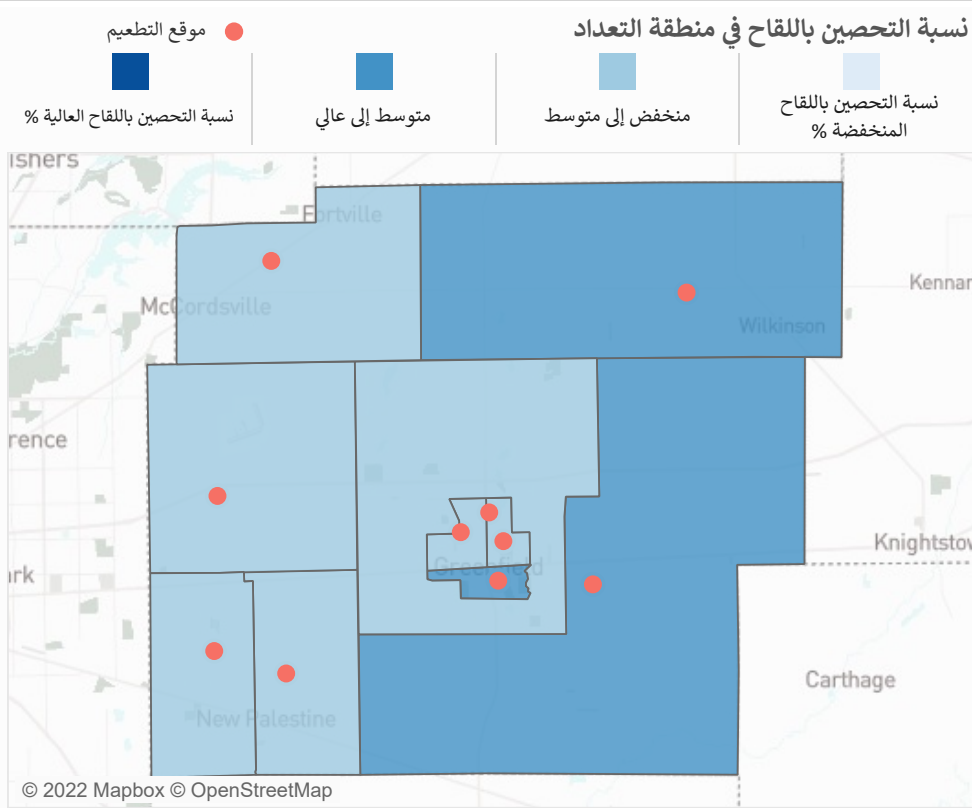 نسبة التحصين باللقاح في منطقة التعداد
موقع التطعيم
نسبة التحصين باللقاح
المنخفضة %
منخفض إلى متوسط
متوسط إلى عالي
نسبة التحصين باللقاح العالية %
ishers
Fortville
McCordsville
Kennar
Wilkinson
rence
Knightstow
Greenfield
rk
Carthage
New Palestine
© 2022 Mapbox © OpenStreetMap